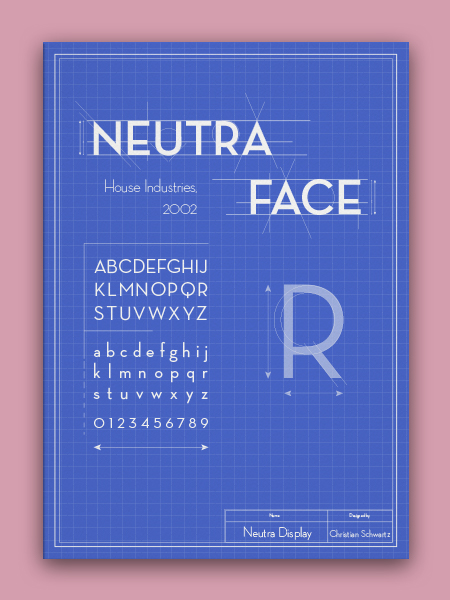 NEUTRA
FACE
House Industries,
2002
ABCDEFGHIJ
KLMNOPQR
STUVWXYZ
abcdefghij
klmnopqr
stuvwxyz
0123456789
R
Name
Designed by
Neutra Display
Christian Schwartz